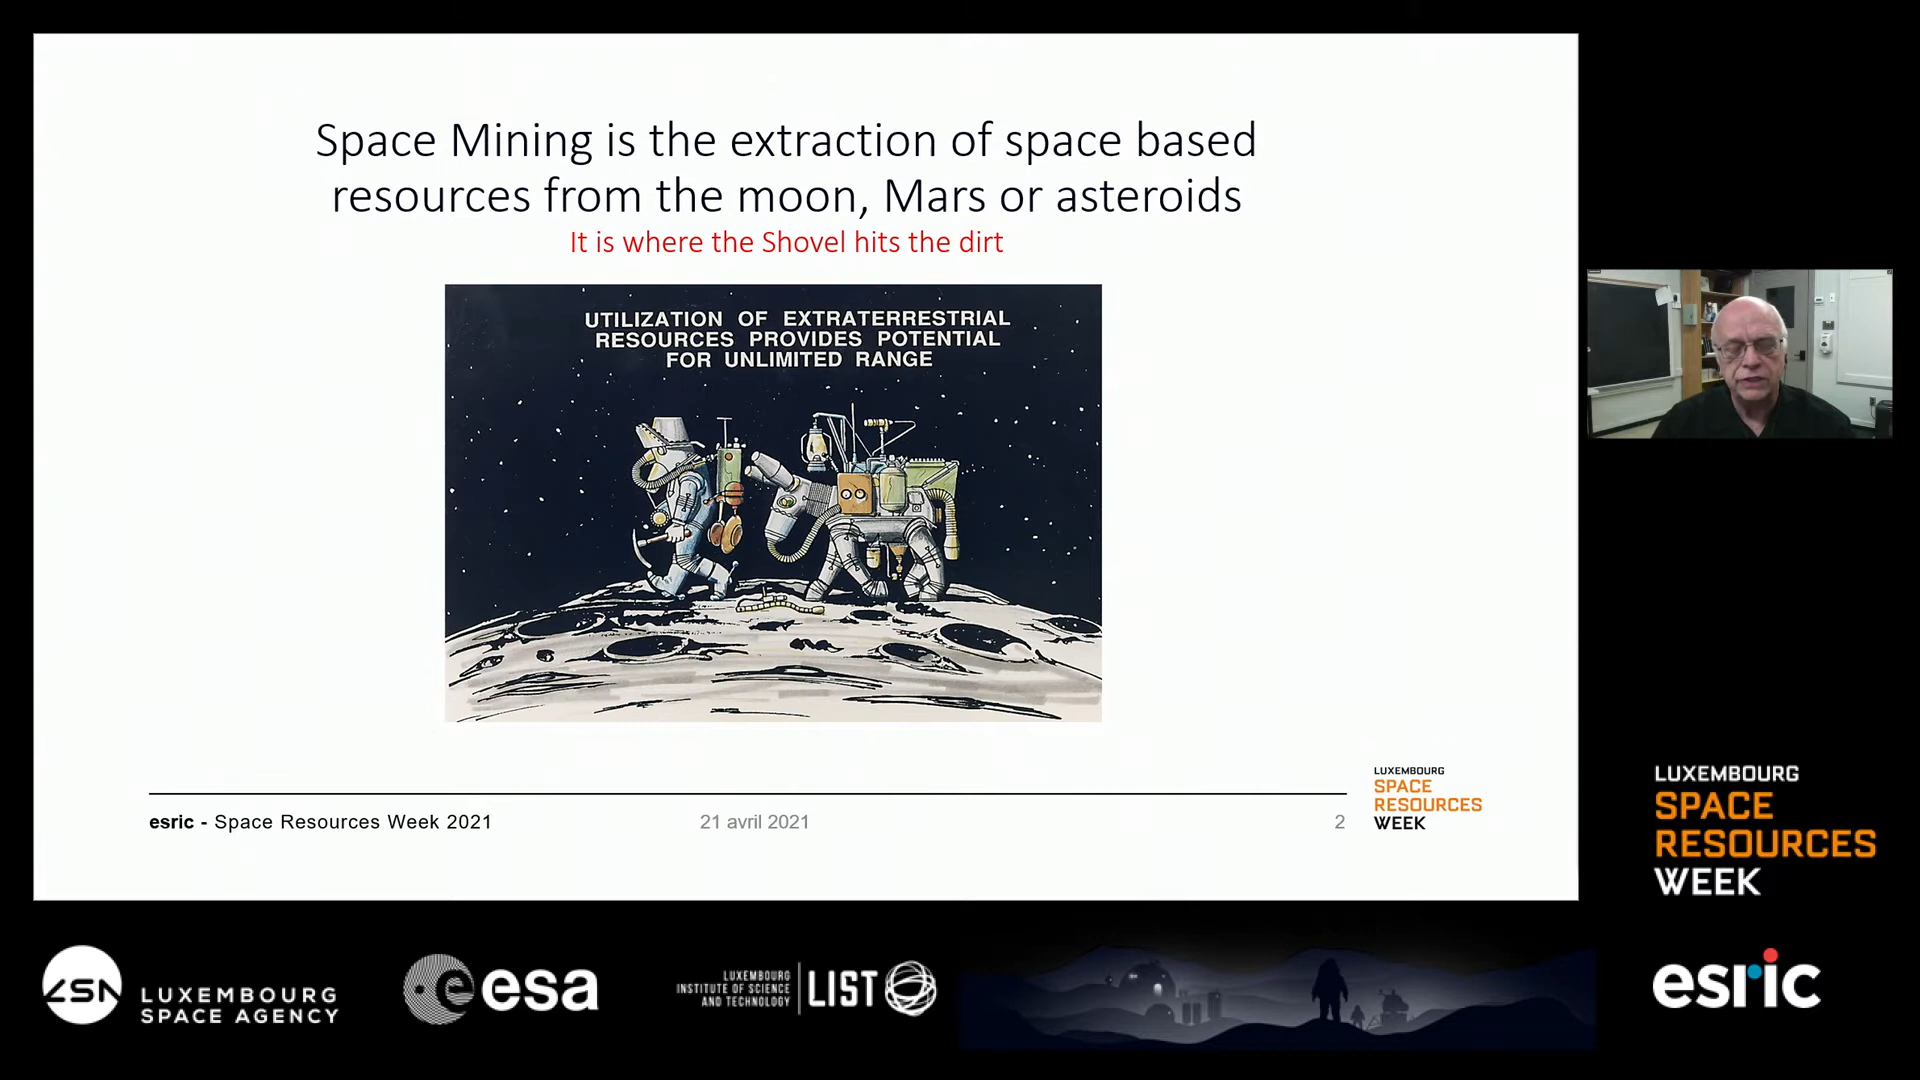 Space Mining is the extraction of space based
resources from the moon, Mars or asteroids
It is where the Shovel hits the dirt
UTILIZATION OF EXTRATERRESTRIAL
RESOURCES PROVIDES POTENTIAL
FOR UNLIMITED RANGE
esric - Space Resources Week 2021
21 avril 2021
2
LUXEMBOURG
SPACE
RESOURCES
WEEK
LUXEMBOURG
SPACE
RESOURCES
WEEK
LSA
LUXEMBOURG
SPACE AGENCY
esa
LUXEMBOURG
INSTITUTE OF SCIENCE
AND TECHNOLOGY
LIST
esric